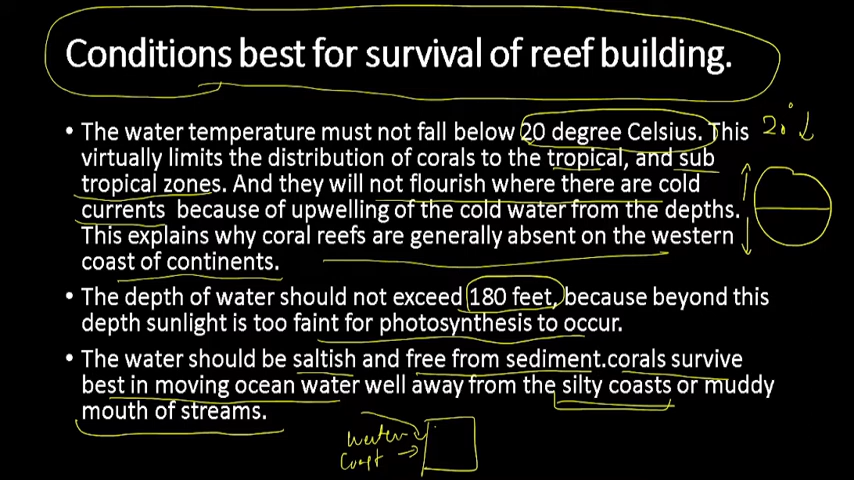 Conditions best for survival of reef building.
• The water temperature must not fall below 20 degree Celsius. This
20° ↓
virtually limits the distribution of corals to the tropical, and sub
tropical zones. And they will not flourish where there are cold
currents because of upwelling of the cold water from the depths.
This explains why coral reefs are generally absent on the western
coast of continents.
• The depth of water should not exceed 180 feet, because beyond this
depth sunlight is too faint for photosynthesis to occur.
• The water should be saltish and free from sediment.corals survive
best in moving ocean water well away from the silty coasts or muddy
mouth of streams.